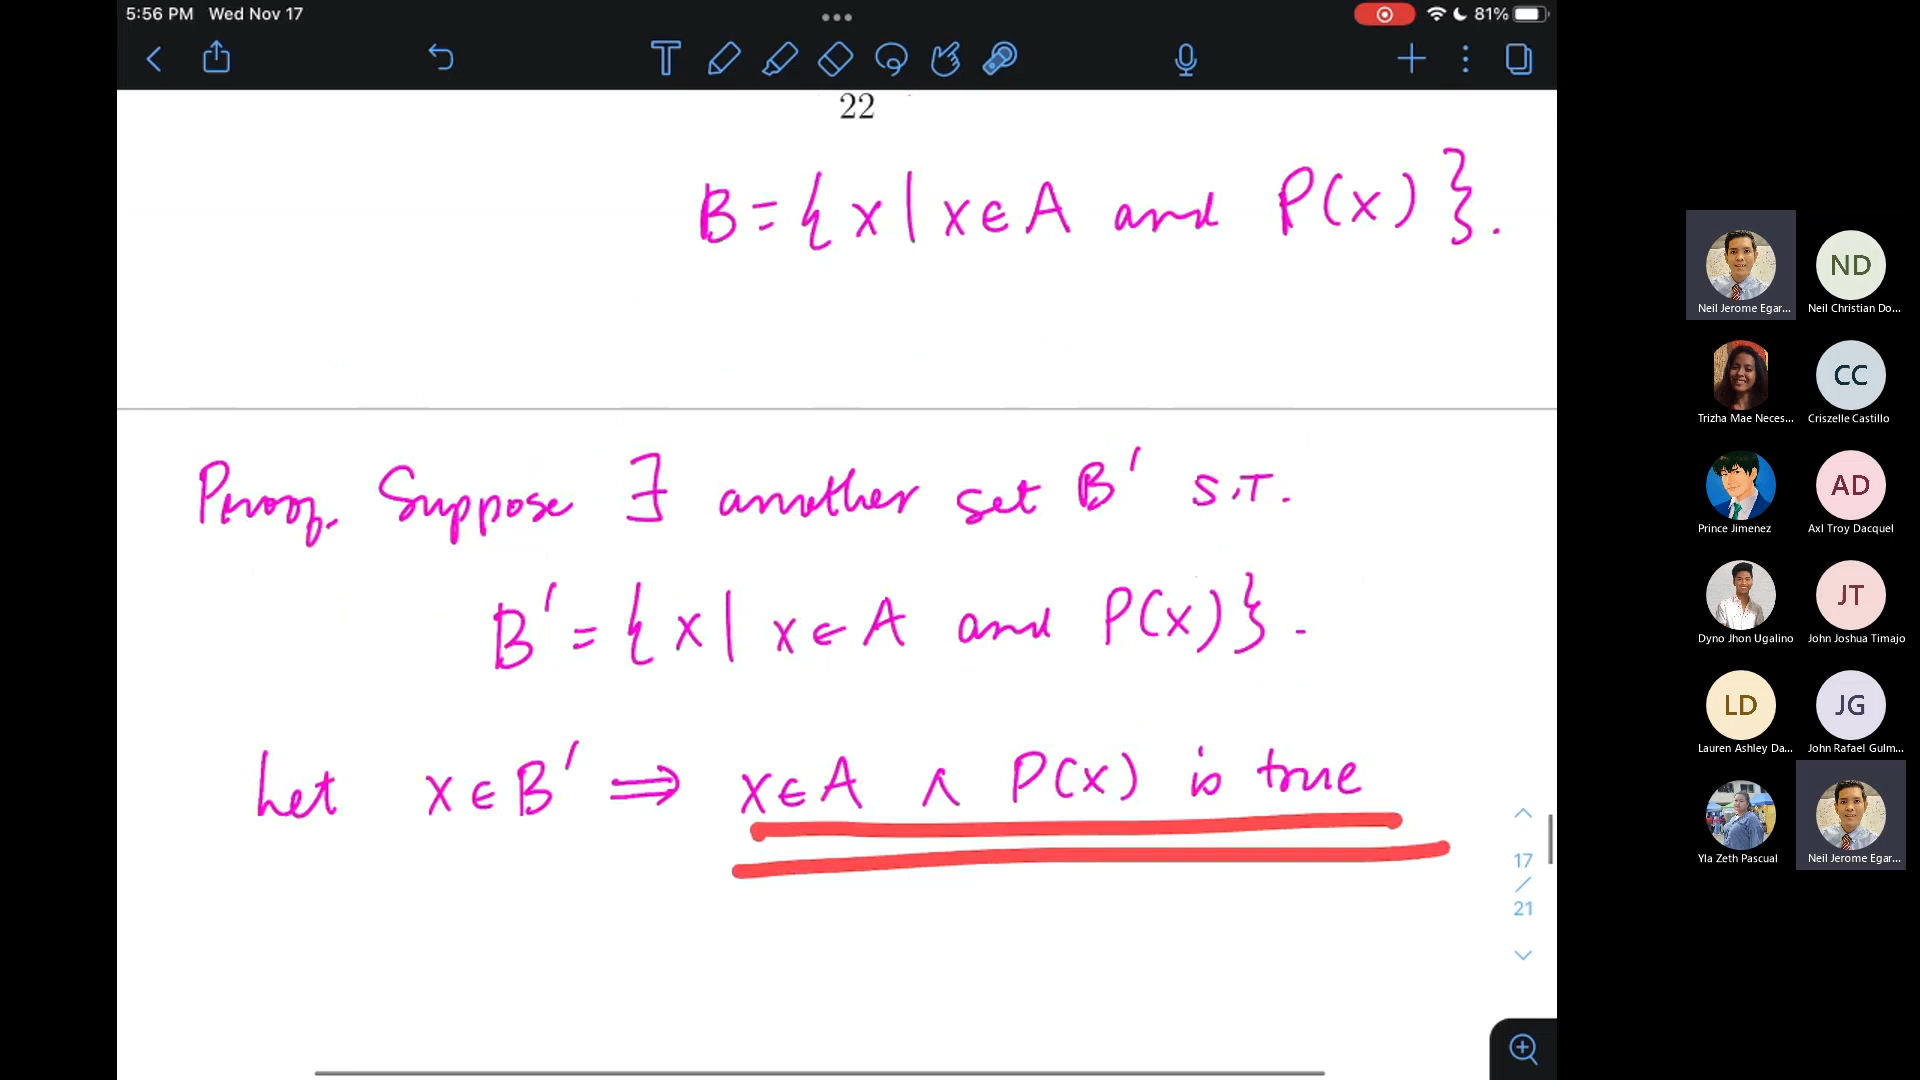 5:56 PM Wed Nov 17
81%
22
B = { x | x ∈ A and P(x) }.
Proof. Suppose ∃ another set B' s.t.
B' = { x | x ∈ A and P(x) }.
Let x ∈ B' ⟹ x ∈ A ∧ P(x) is true
17
/
21
Neil Jerome Egar...
ND
Neil Christian Do...
Trizha Mae Neces...
CC
Criszelle Castillo
Prince Jimenez
AD
Axl Troy Dacquel
Dyno Jhon Ugalino
JT
John Joshua Timajo
LD
Lauren Ashley Da...
JG
John Rafael Gulm...
Yla Zeth Pascual
Neil Jerome Egar...